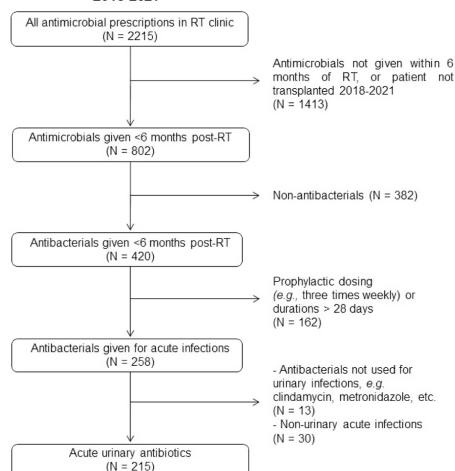 2018-2021
All antimicrobial prescriptions in RT clinic
(N = 2215)
Antimicrobials not given within 6
months of RT, or patient not
transplanted 2018-2021
(N = 1413)
Antimicrobials given <6 months post-RT
(N = 802)
Non-antibacterials (N = 382)
Antibacterials given <6 months post-RT
(N = 420)
Prophylactic dosing
(e.g., three times weekly) or
durations > 28 days
(N = 162)
Antibacterials given for acute infections
(N = 258)
- Antibacterials not used for
urinary infections, e.g.
clindamycin, metronidazole, etc.
(N = 13)
- Non-urinary acute infections
(N = 30)
Acute urinary antibiotics
(N = 215)